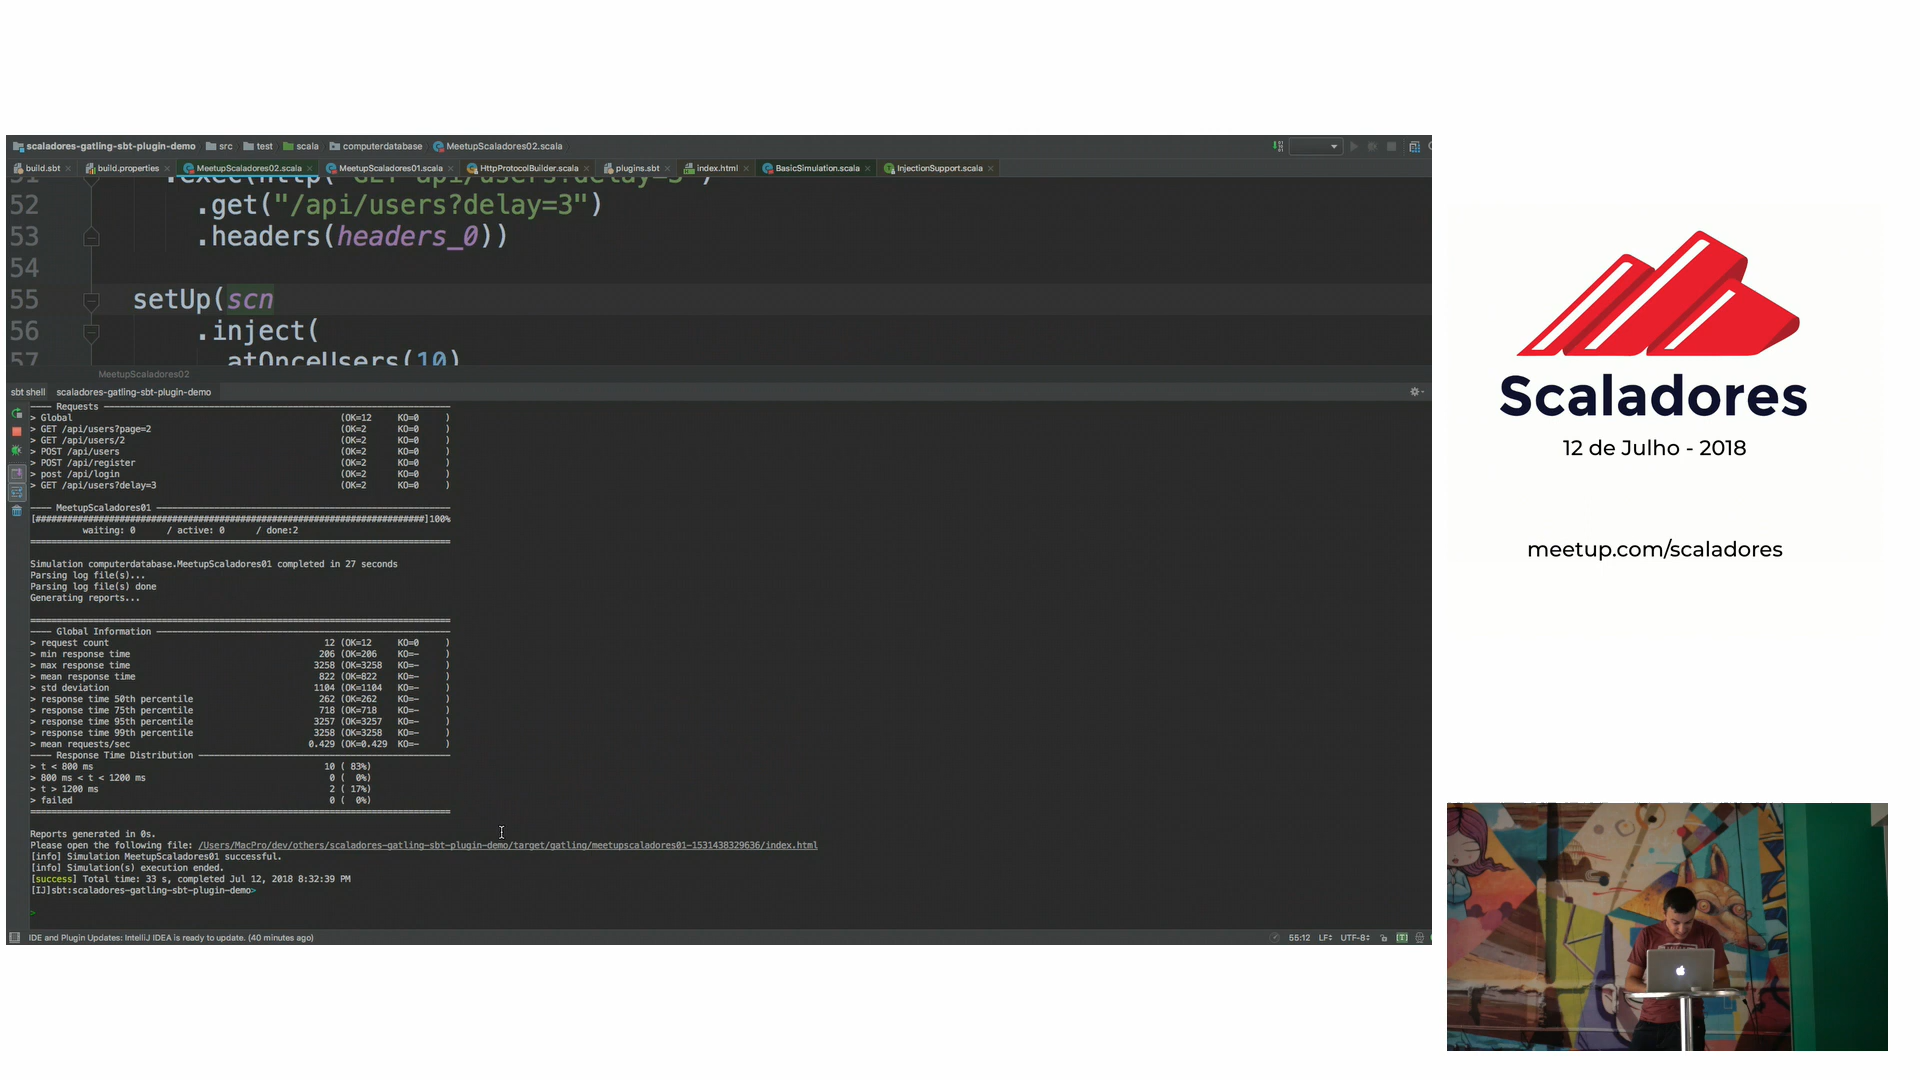 scaladores-gatling-sbt-plugin-demo src test scala computerdatabase MeetupScaladores02.scala
build.sbt build.properties MeetupScaladores02.scala MeetupScaladores01.scala HttpProtocolBuilder.scala plugins.sbt index.html BasicSimulation.scala InjectionSupport.scala
51 .exec(http("GET api/users?delay=3")
52 .get("/api/users?delay=3")
53 .headers(headers_0))
54
55 setUp(scn
56 .inject(
57 atOnceUsers(10)
MeetupScaladores02
sbt shell scaladores-gatling-sbt-plugin-demo
---- Requests
> Global (OK=12 KO=0 )
> GET /api/users?page=2 (OK=2 KO=0 )
> GET /api/users/2 (OK=2 KO=0 )
> POST /api/users (OK=2 KO=0 )
> POST /api/register (OK=2 KO=0 )
> post /api/login (OK=2 KO=0 )
> GET /api/users?delay=3 (OK=2 KO=0 )
---- MeetupScaladores01
[##########################################################################]100%
waiting: 0 / active: 0 / done:2
Simulation computerdatabase.MeetupScaladores01 completed in 27 seconds
Parsing log file(s)...
Parsing log file(s) done
Generating reports...
---- Global Information
> request count 12 (OK=12 KO=0 )
> min response time 206 (OK=206 KO=- )
> max response time 3258 (OK=3258 KO=- )
> mean response time 822 (OK=822 KO=- )
> std deviation 1104 (OK=1104 KO=- )
> response time 50th percentile 262 (OK=262 KO=- )
> response time 75th percentile 718 (OK=718 KO=- )
> response time 95th percentile 3257 (OK=3257 KO=- )
> response time 99th percentile 3258 (OK=3258 KO=- )
> mean requests/sec 0.429 (OK=0.429 KO=- )
---- Response Time Distribution
> t < 800 ms 10 ( 83%)
> 800 ms < t < 1200 ms 0 ( 0%)
> t > 1200 ms 2 ( 17%)
> failed 0 ( 0%)
Reports generated in 0s.
Please open the following file: /Users/MacPro/dev/others/scaladores-gatling-sbt-plugin-demo/target/gatling/meetupscaladores01-1531438329636/index.html
[info] Simulation MeetupScaladores01 successful.
[info] Simulation(s) execution ended.
[success] Total time: 33 s, completed Jul 12, 2018 8:32:39 PM
[IJ]sbt:scaladores-gatling-sbt-plugin-demo>
>
IDE and Plugin Updates: IntelliJ IDEA is ready to update. (40 minutes ago) 55:12 LF UTF-8
Scaladores
12 de Julho - 2018
meetup.com/scaladores